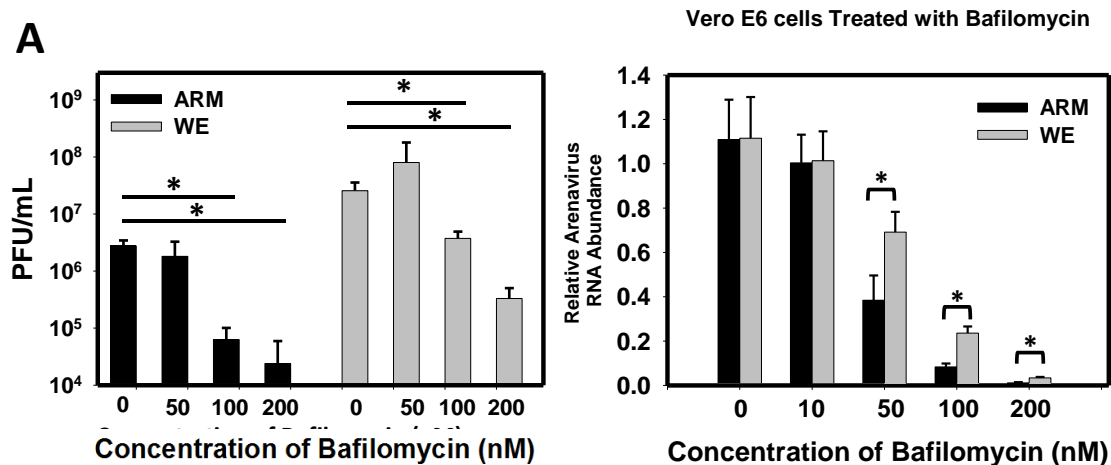 A
ARM
WE
PFU/mL
10⁹
10⁸
10⁷
10⁶
10⁵
10⁴
*
*
*
*
0 50 100 200 0 50 100 200
Concentration of Bafilomycin (nM)
Vero E6 cells Treated with Bafilomycin
ARM
WE
Relative Arenavirus
RNA Abundance
1.4
1.2
1.0
0.8
0.6
0.4
0.2
0.0
*
*
*
0 10 50 100 200
Concentration of Bafilomycin (nM)